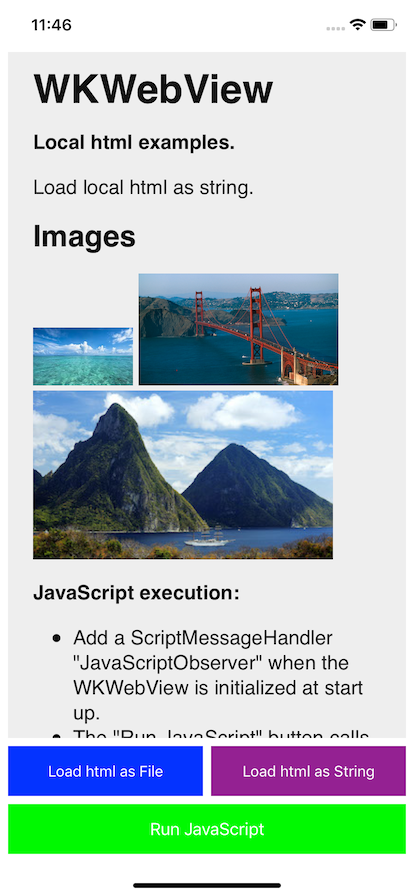 11:46
WKWebView
Local html examples.
Load local html as string.
Images
JavaScript execution:
Add a ScriptMessageHandler
"JavaScriptObserver" when the
WKWebView is initialized at start
up.
The "Run JavaScript" button calls
Load html as File
Load html as String
Run JavaScript